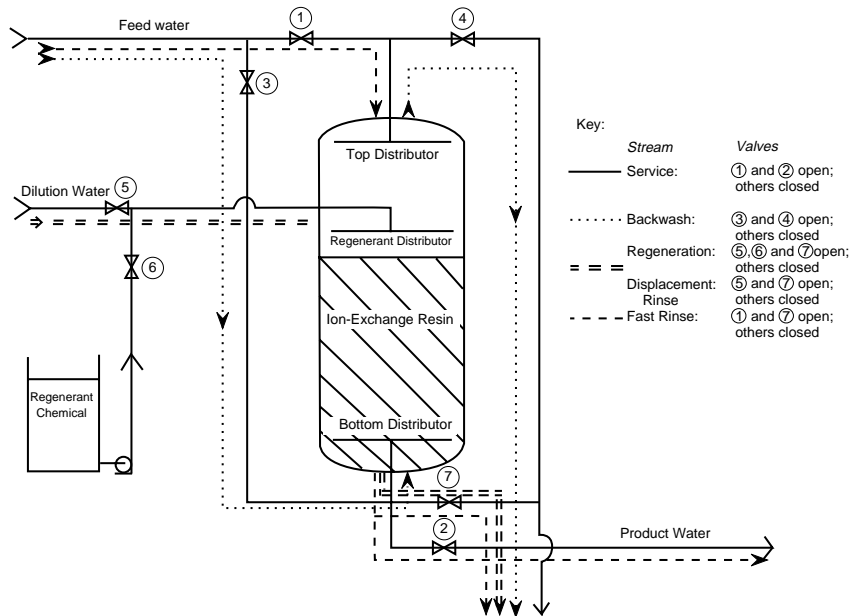 ① ④
Feed water
③
Key:
Stream Valves
Top Distributor
Service: ① and ② open;
others closed
Dilution Water ⑤
Backwash: ③ and ④ open;
others closed
Regenerant Distributor
Regeneration: ⑤,⑥ and ⑦open;
others closed
⑥
Displacement: ⑤ and ⑦ open;
Rinse others closed
Ion-Exchange Resin
Fast Rinse: ① and ⑦ open;
others closed
Regenerant
Chemical
Bottom Distributor
⑦
②
Product Water